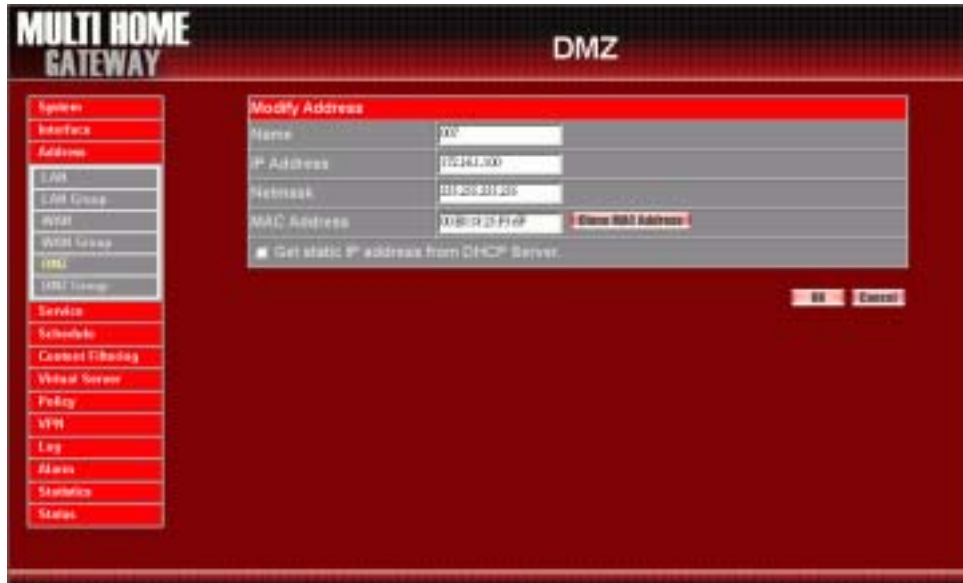 MULTI HOME
GATEWAY
DMZ
System
Interface
Address
LAN
LAN Group
WAN
WAN Group
DMZ
DMZ Group
Service
Schedule
Content Filtering
Virtual Server
Policy
VPN
Log
Alarm
Statistics
Status
Modify Address
Name
IP Address
Netmask
MAC Address
Clone MAC Address
Get static IP address from DHCP Server.
OK
Cancel